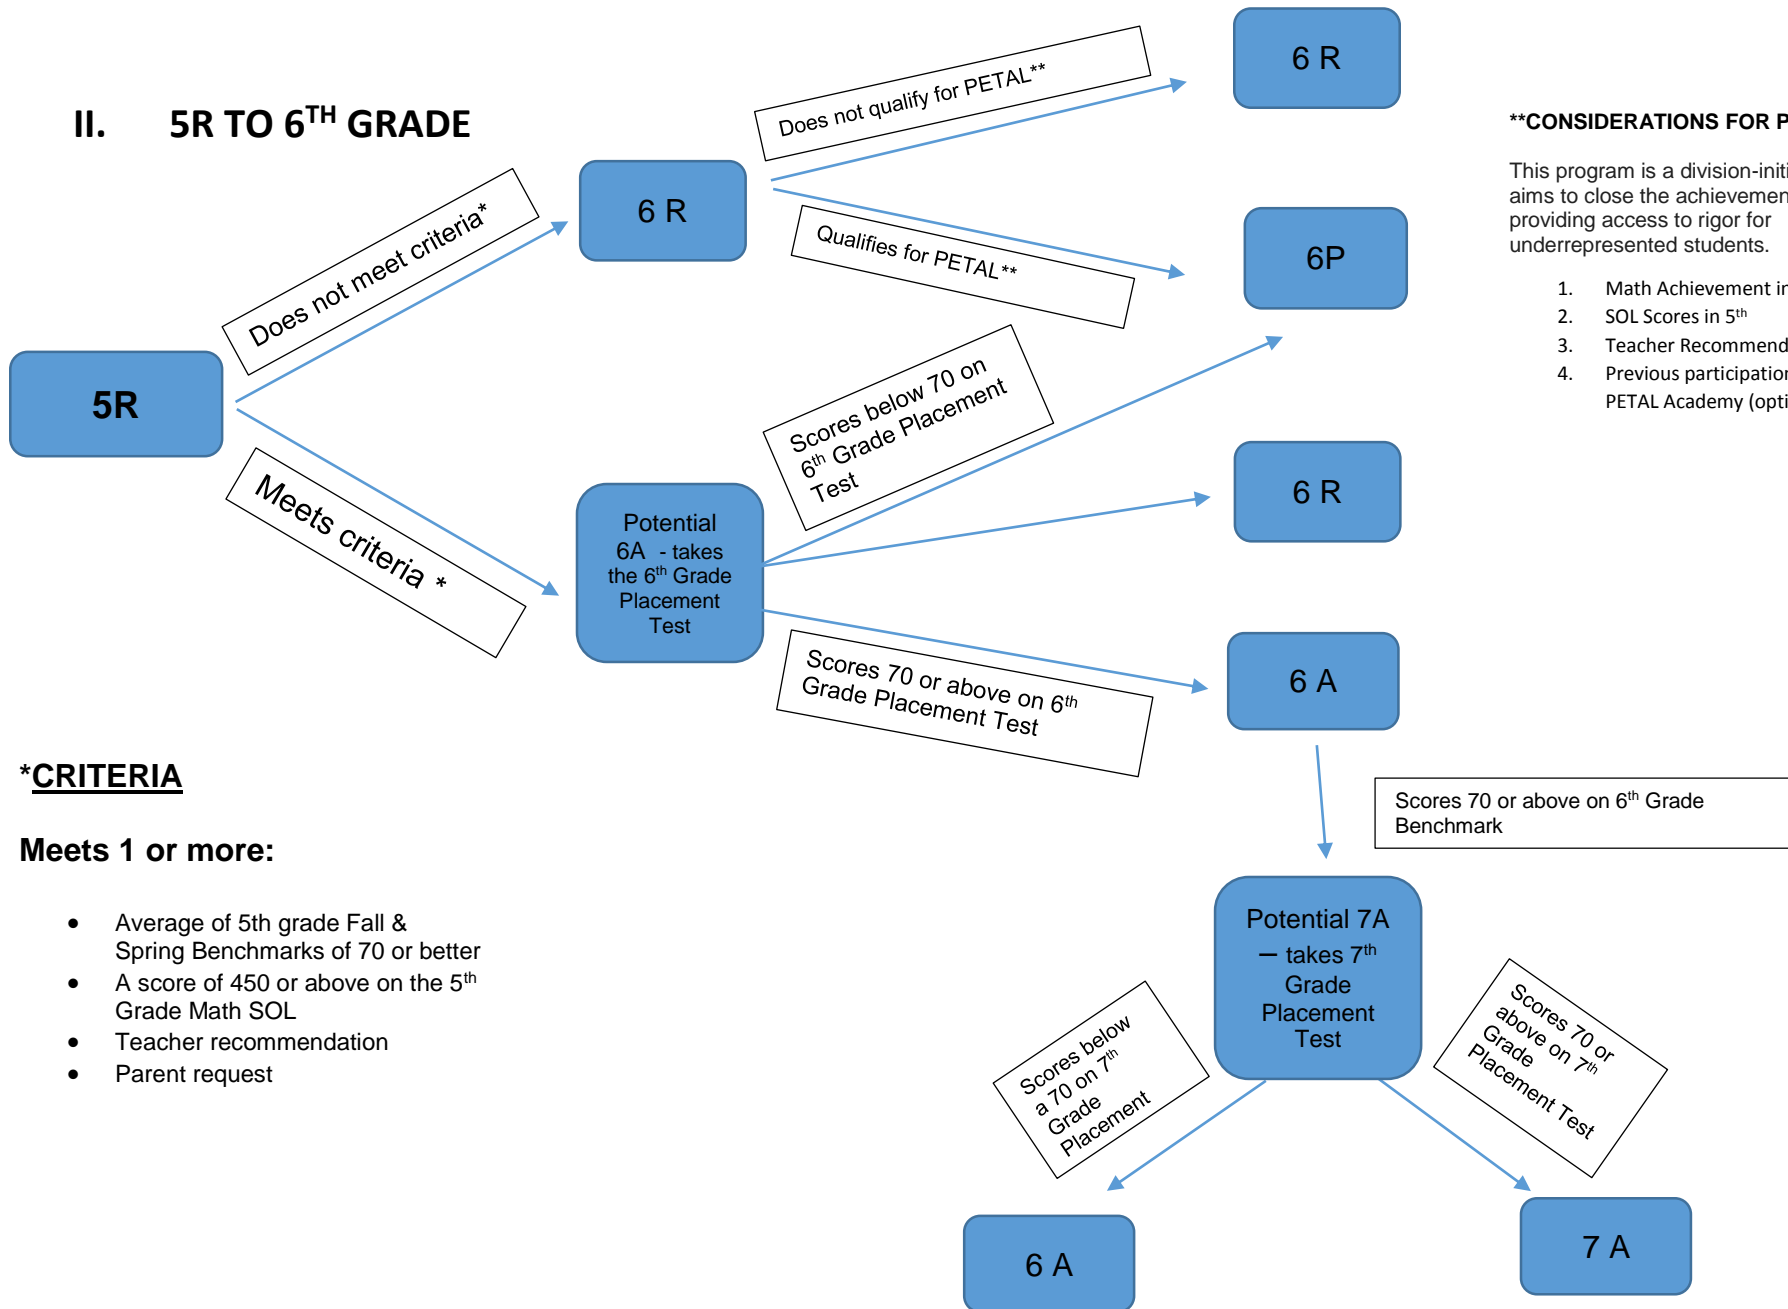 II. 5R TO 6TH GRADE
Does not meet criteria*
Meets criteria *
5R
6 R
Does not qualify for PETAL**
Qualifies for PETAL**
6 R
6P
Potential
6A - takes
the 6th Grade
Placement
Test
Scores below 70 on
6th Grade Placement
Test
Scores 70 or above on 6th
Grade Placement Test
6 R
6 A
**CONSIDERATIONS FOR
This program is a
aims to close the
providing access to rigor for
underrepresented students.
1. Math Achievement
2. SOL Scores in 5th
3. Teacher
4. Previous
PETAL Academy
Scores 70 or above on 6th Grade
Benchmark
Potential 7A
– takes 7th
Grade
Placement
Test
Scores below
a 70 on 7th
Grade
Placement
Scores 70 or
above on 7th
Grade
Placement Test
6 A
7 A
*CRITERIA
Meets 1 or more:
• Average of 5th grade Fall &
Spring Benchmarks of 70 or better
• A score of 450 or above on the 5th
Grade Math SOL
• Teacher recommendation
• Parent request